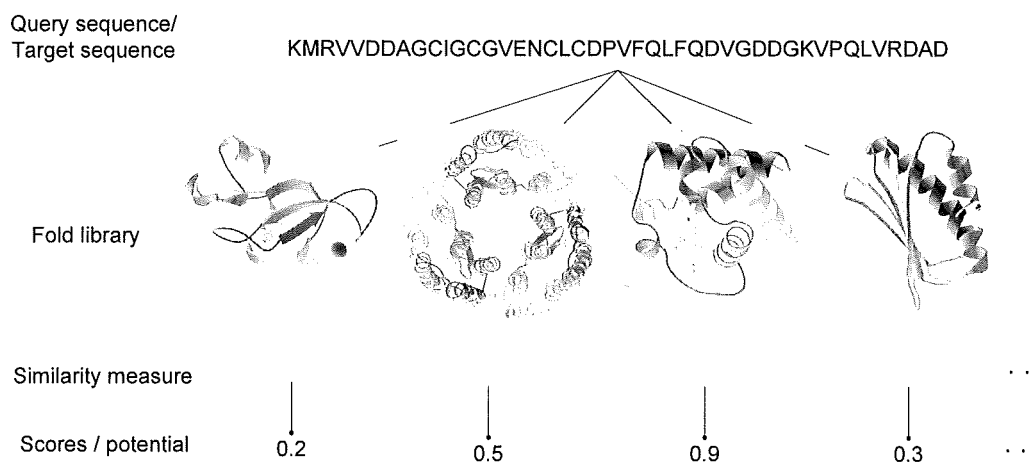 Query sequence/
Target sequence
KMRVVDDAGCIGCGVENCLCDPVFQLFQDVGDDGKVPQLVRDAD
Fold library
Similarity measure
. .
Scores / potential
0.2
0.5
0.9
0.3
. .